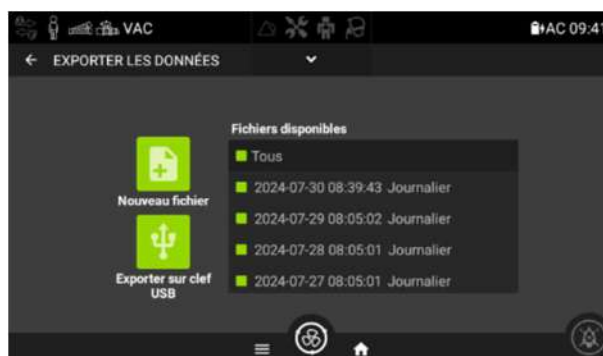 VAC
AC 09:41
EXPORTER LES DONNÉES
Fichiers disponibles
Tous
2024-07-30 08:39:43 Journalier
Nouveau fichier
2024-07-29 08:05:02 Journalier
2024-07-28 08:05:01 Journalier
Exporter sur clef
USB
2024-07-27 08:05:01 Journalier